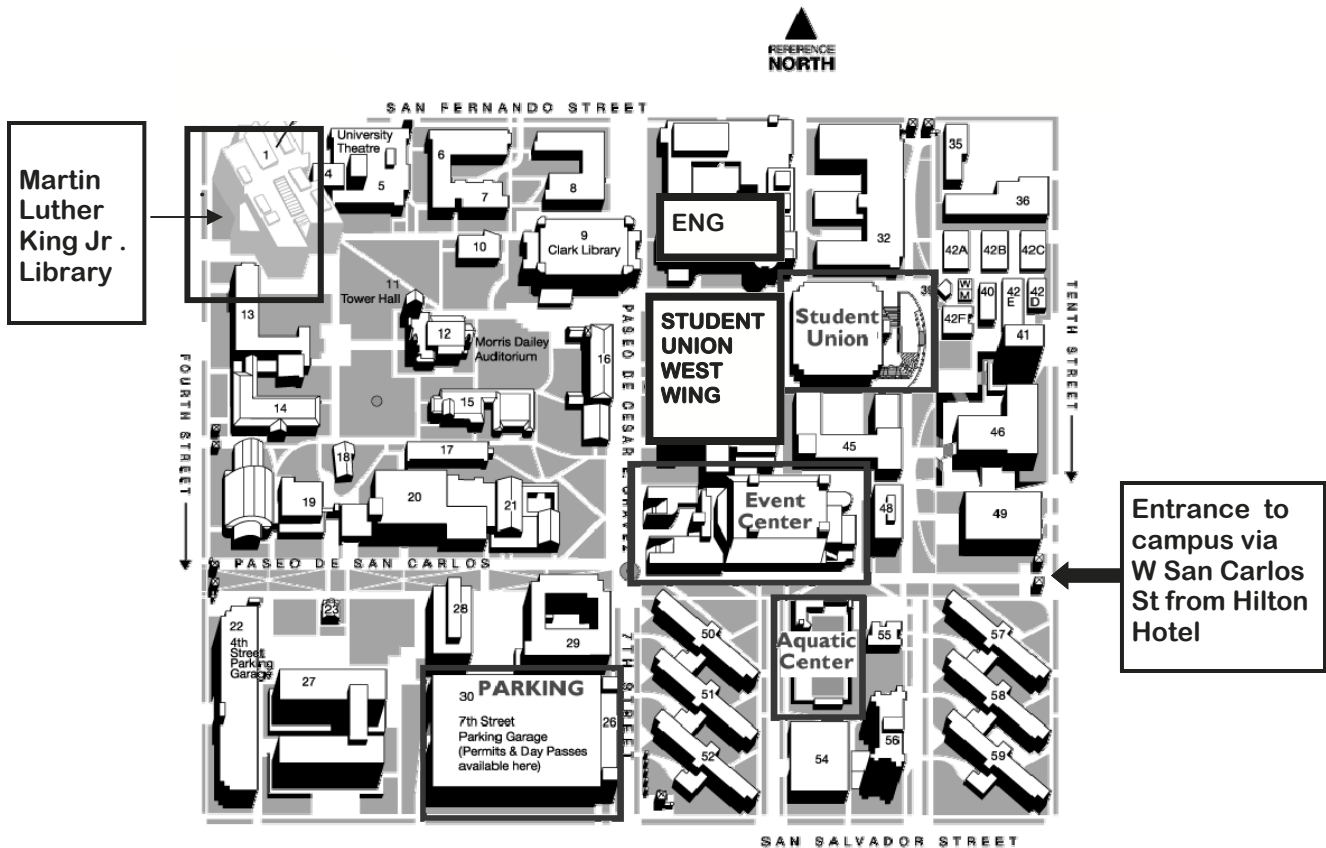 REFERENCE
NORTH
SAN FERNANDO STREET
Martin
Luther
King Jr .
Library
1
4
University
Theatre
5
6
7
8
9
Clark Library
10
11
Tower Hall
12
Morris Dailey
Auditorium
13
14
15
16
17
18
19
20
21
FOURTH STREET
PASEO DE CESAR E CHAVEZ
ENG
STUDENT
UNION
WEST
WING
Student
Union
32
35
36
39
42A
42B
42C
W
M
40
42
E
42
D
42F
41
TENTH STREET
45
46
Event
Center
48
49
Entrance to
campus via
W San Carlos
St from Hilton
Hotel
PASEO DE SAN CARLOS
22
4th
Street
Parking
Garage
23
27
28
29
30
PARKING
7th Street
Parking Garage
(Permits & Day Passes
available here)
26
7TH STREET
50
51
52
Aquatic
Center
54
55
56
57
58
59
SAN SALVADOR STREET